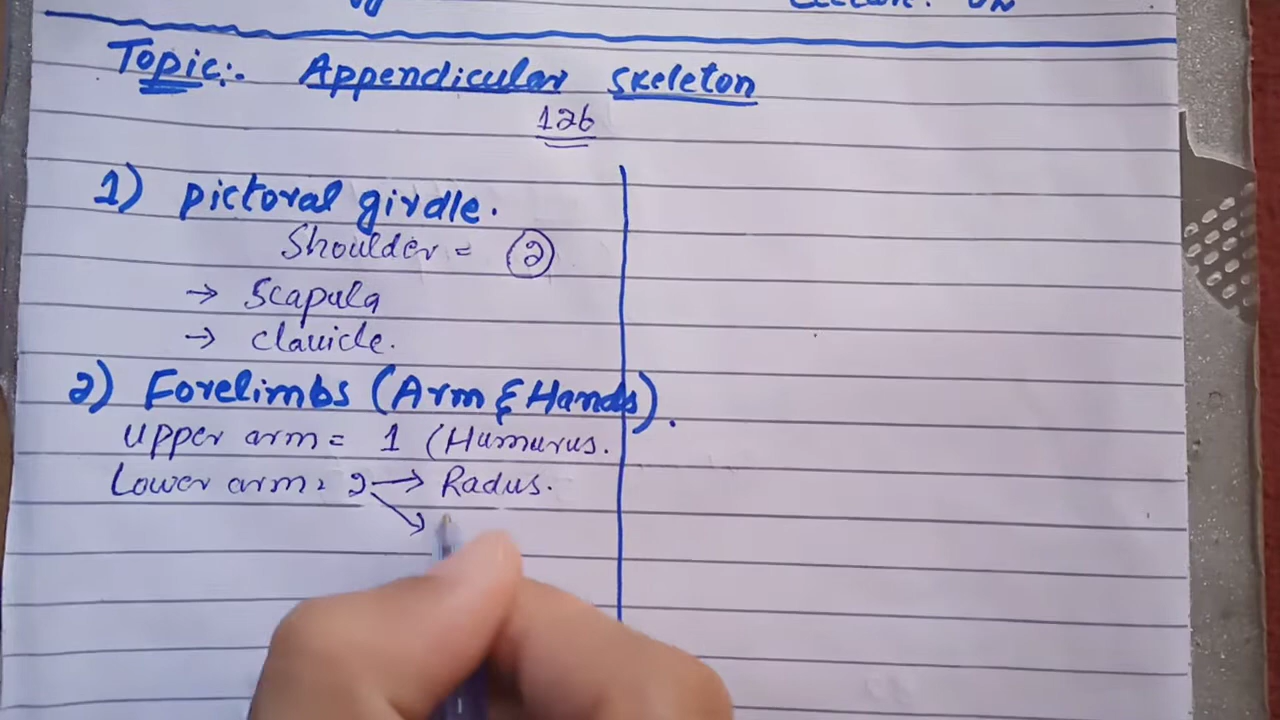 Topic:- Appendicular skeleton
126
1) pictoral girdle.
Shoulder = 2
→ Scapula
→ clavicle.
2) Forelimbs (Arm & Hands).
Upper arm = 1 (Humurus.
Lower arm = 2 → Radus.